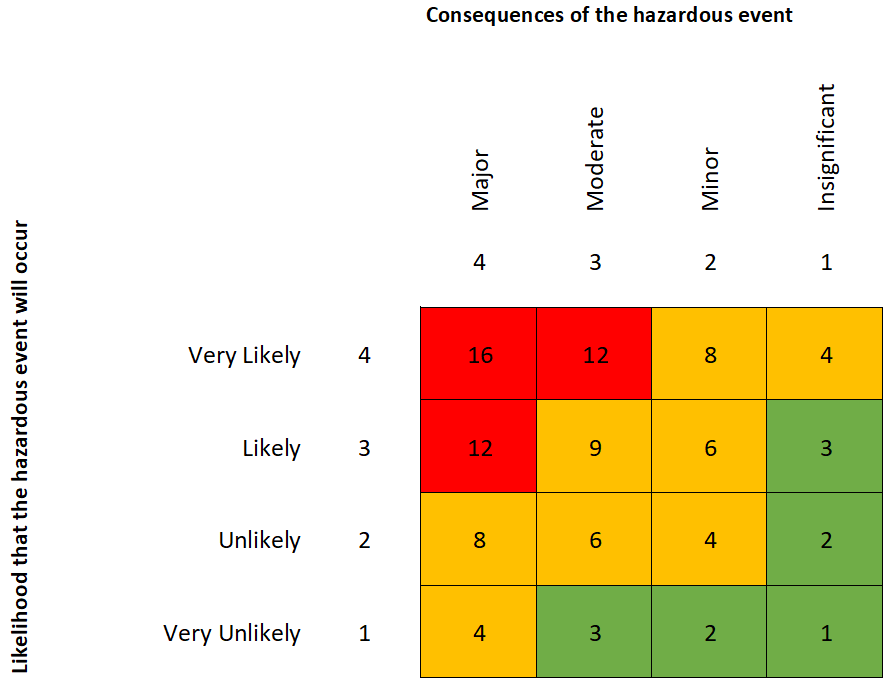 Consequences of the hazardous event
Major
Moderate
Minor
Insignificant
4 3 2 1
Likelihood that the hazardous event will occur
Very Likely 4 16 12 8 4
Likely 3 12 9 6 3
Unlikely 2 8 6 4 2
Very Unlikely 1 4 3 2 1